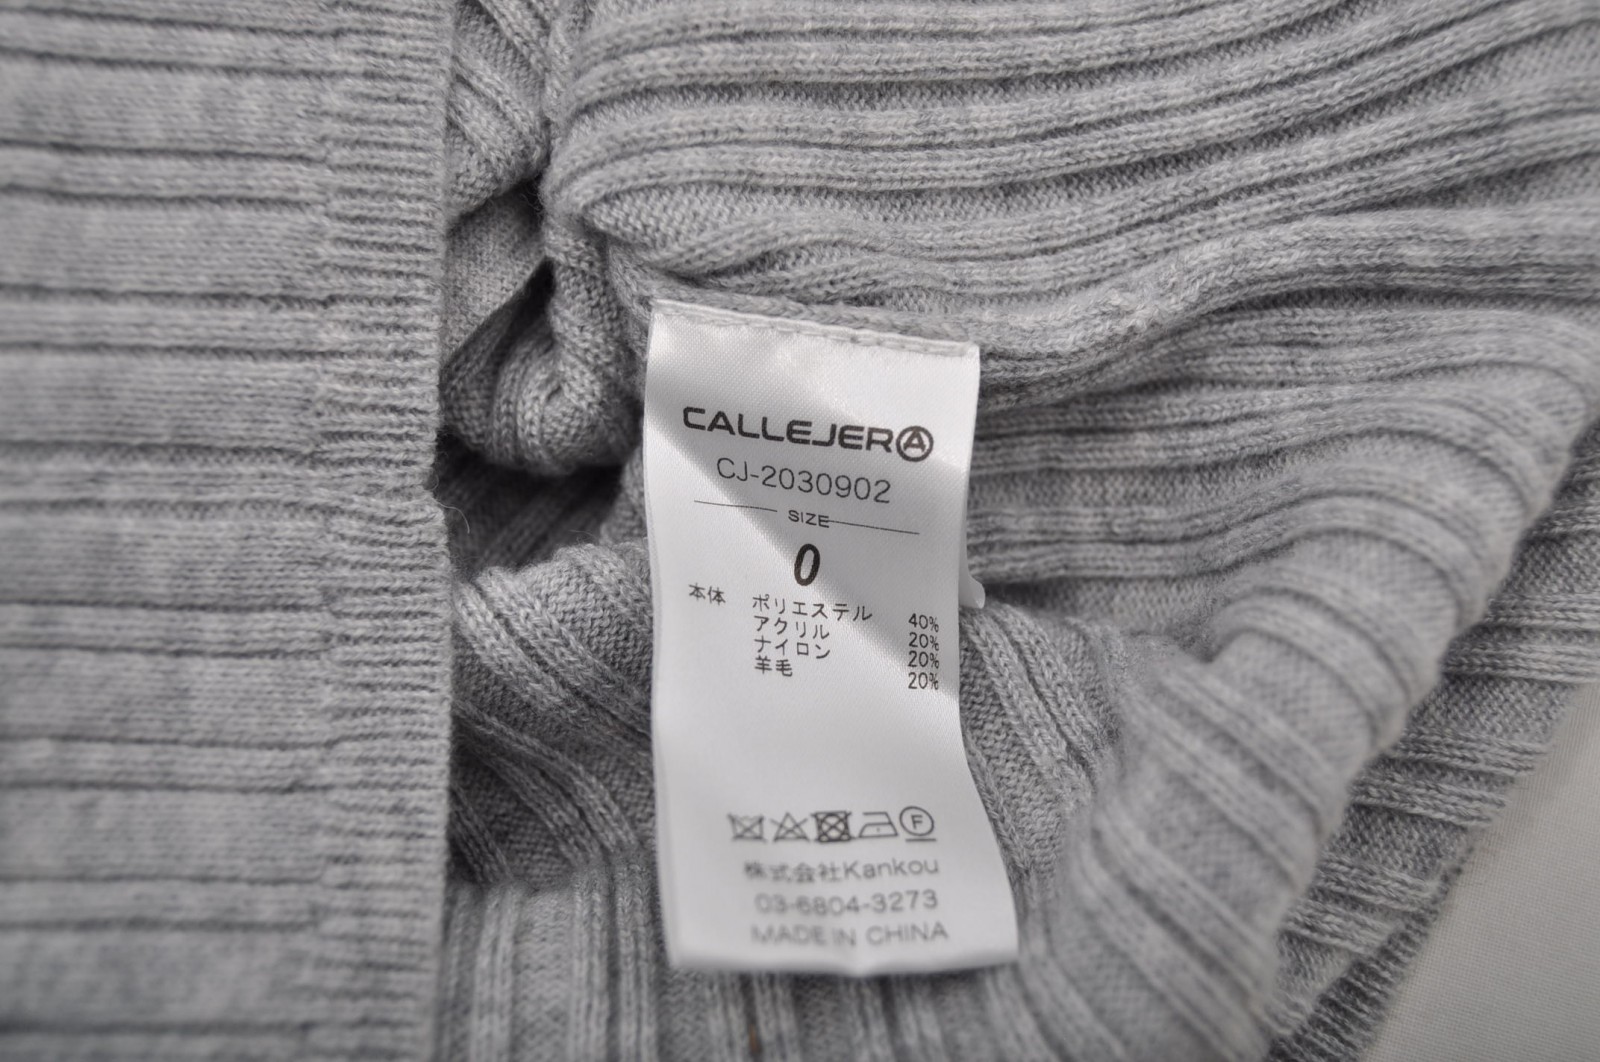 CALLEJERA
CJ-2030902
SIZE
0
本体 ポリエステル 40%
アクリル 20%
ナイロン 20%
羊毛 20%
F
株式会社Kankou
03-6804-3273
MADE IN CHINA